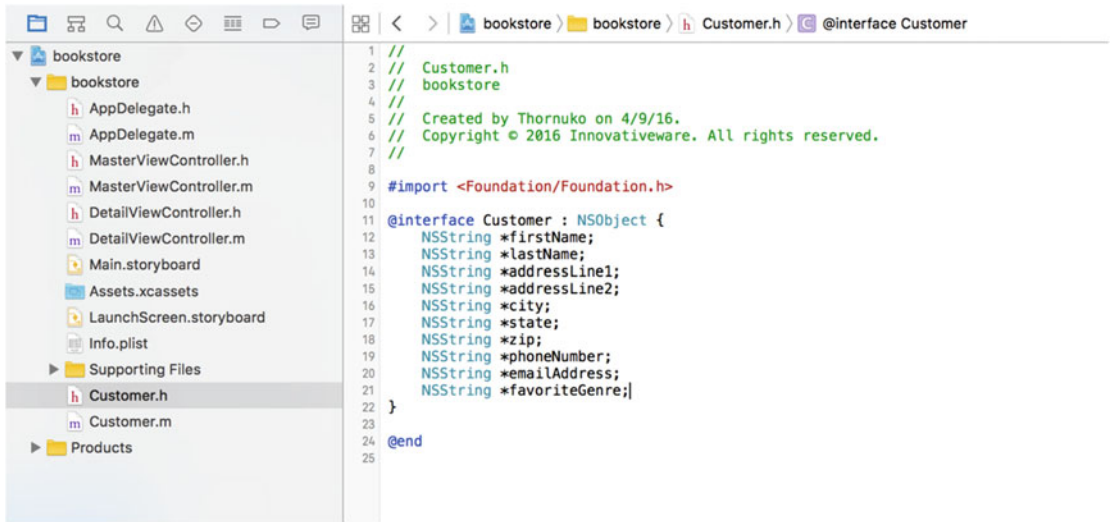 bookstore
bookstore
h AppDelegate.h
m AppDelegate.m
h MasterViewController.h
m MasterViewController.m
h DetailViewController.h
m DetailViewController.m
Main.storyboard
Assets.xcassets
LaunchScreen.storyboard
Info.plist
Supporting Files
h Customer.h
m Customer.m
Products
bookstore bookstore h Customer.h C @interface Customer
1 //
2 // Customer.h
3 // bookstore
4 //
5 // Created by Thornuko on 4/9/16.
6 // Copyright © 2016 Innovativeware. All rights reserved.
7 //
8
9 #import <Foundation/Foundation.h>
10
11 @interface Customer : NSObject {
12 NSString *firstName;
13 NSString *lastName;
14 NSString *addressLine1;
15 NSString *addressLine2;
16 NSString *city;
17 NSString *state;
18 NSString *zip;
19 NSString *phoneNumber;
20 NSString *emailAddress;
21 NSString *favoriteGenre;
22 }
23
24 @end
25